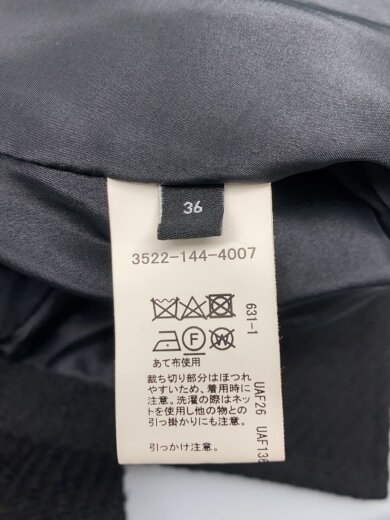 36
3522-144-4007
P
W
あて布使用
裁ち切り部分はほつれ
やすいため、着用時に
注意。洗濯の際はネッ
トを使用し他の物との
引っ掛かりにも注意。
引っかけ注意。
631-1
UAF26 UAF136